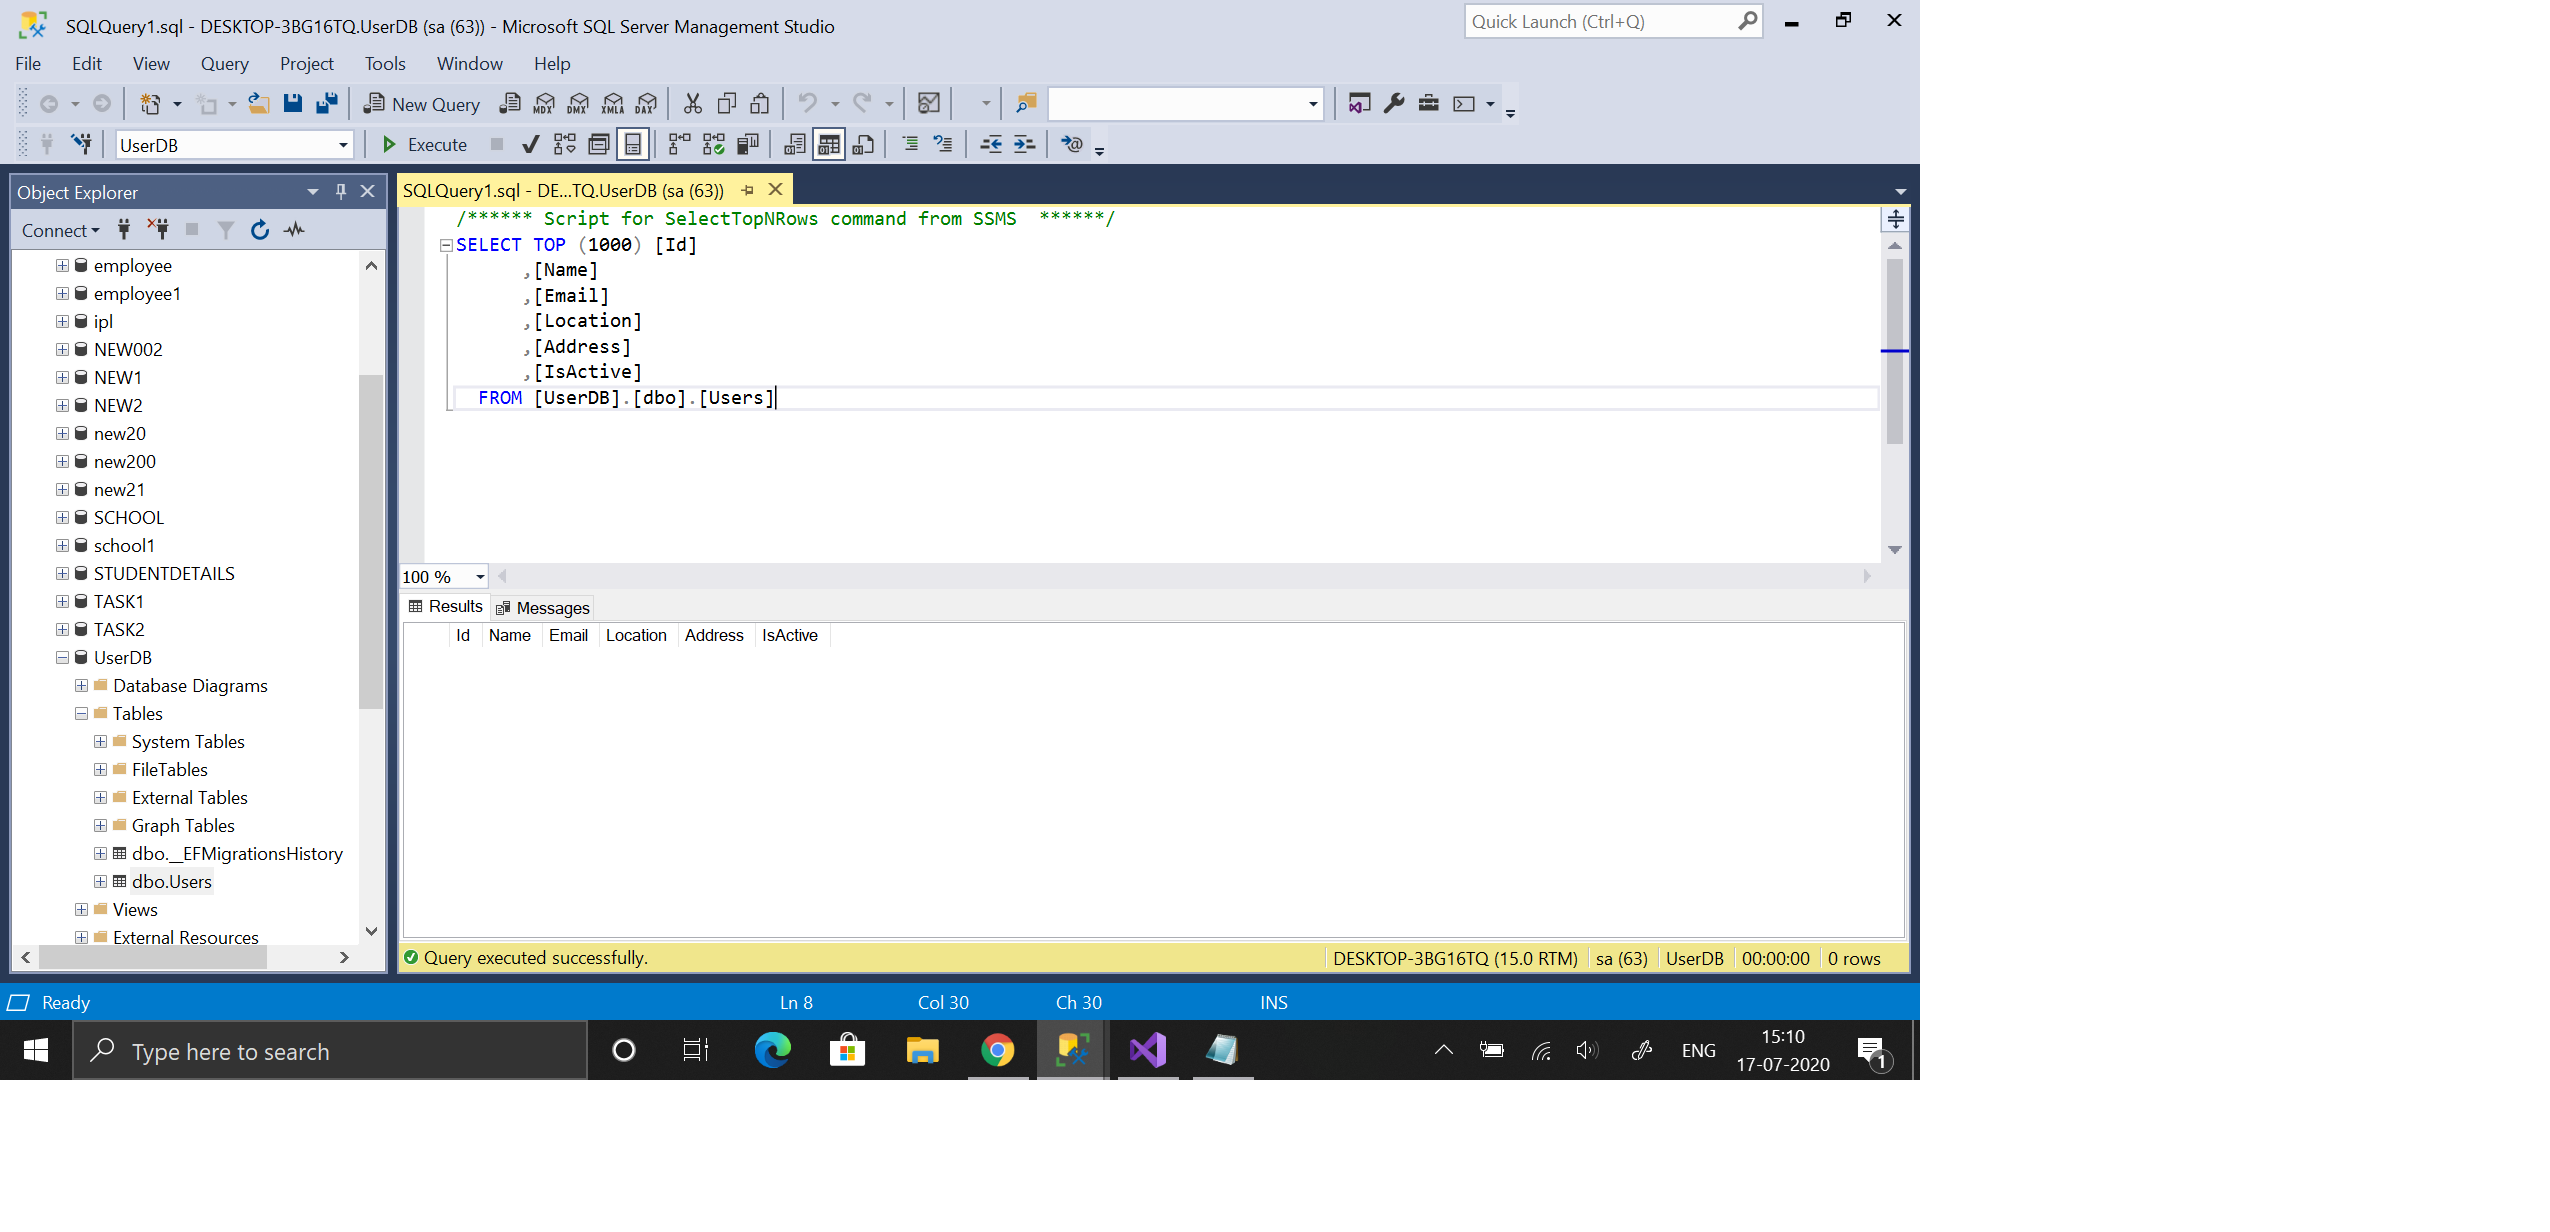 SQLQuery1.sql - DESKTOP-3BG16TQ.UserDB (sa (63)) - Microsoft SQL Server Management Studio
Quick Launch (Ctrl+Q)
File Edit View Query Project Tools Window Help
New Query MDX DMX XMLA DAX
UserDB Execute
Object Explorer
Connect
employee
employee1
ipl
NEW002
NEW1
NEW2
new20
new200
new21
SCHOOL
school1
STUDENTDETAILS
TASK1
TASK2
UserDB
Database Diagrams
Tables
System Tables
FileTables
External Tables
Graph Tables
dbo.__EFMigrationsHistory
dbo.Users
Views
External Resources
SQLQuery1.sql - DE...TQ.UserDB (sa (63))
/****** Script for SelectTopNRows command from SSMS  ******/
SELECT TOP (1000) [Id]
,[Name]
,[Email]
,[Location]
,[Address]
,[IsActive]
FROM [UserDB].[dbo].[Users]
100 %
Results Messages
Id Name Email Location Address IsActive
Query executed successfully. DESKTOP-3BG16TQ (15.0 RTM) sa (63) UserDB 00:00:00 0 rows
Ready Ln 8 Col 30 Ch 30 INS
Type here to search
ENG
15:10
17-07-2020
1